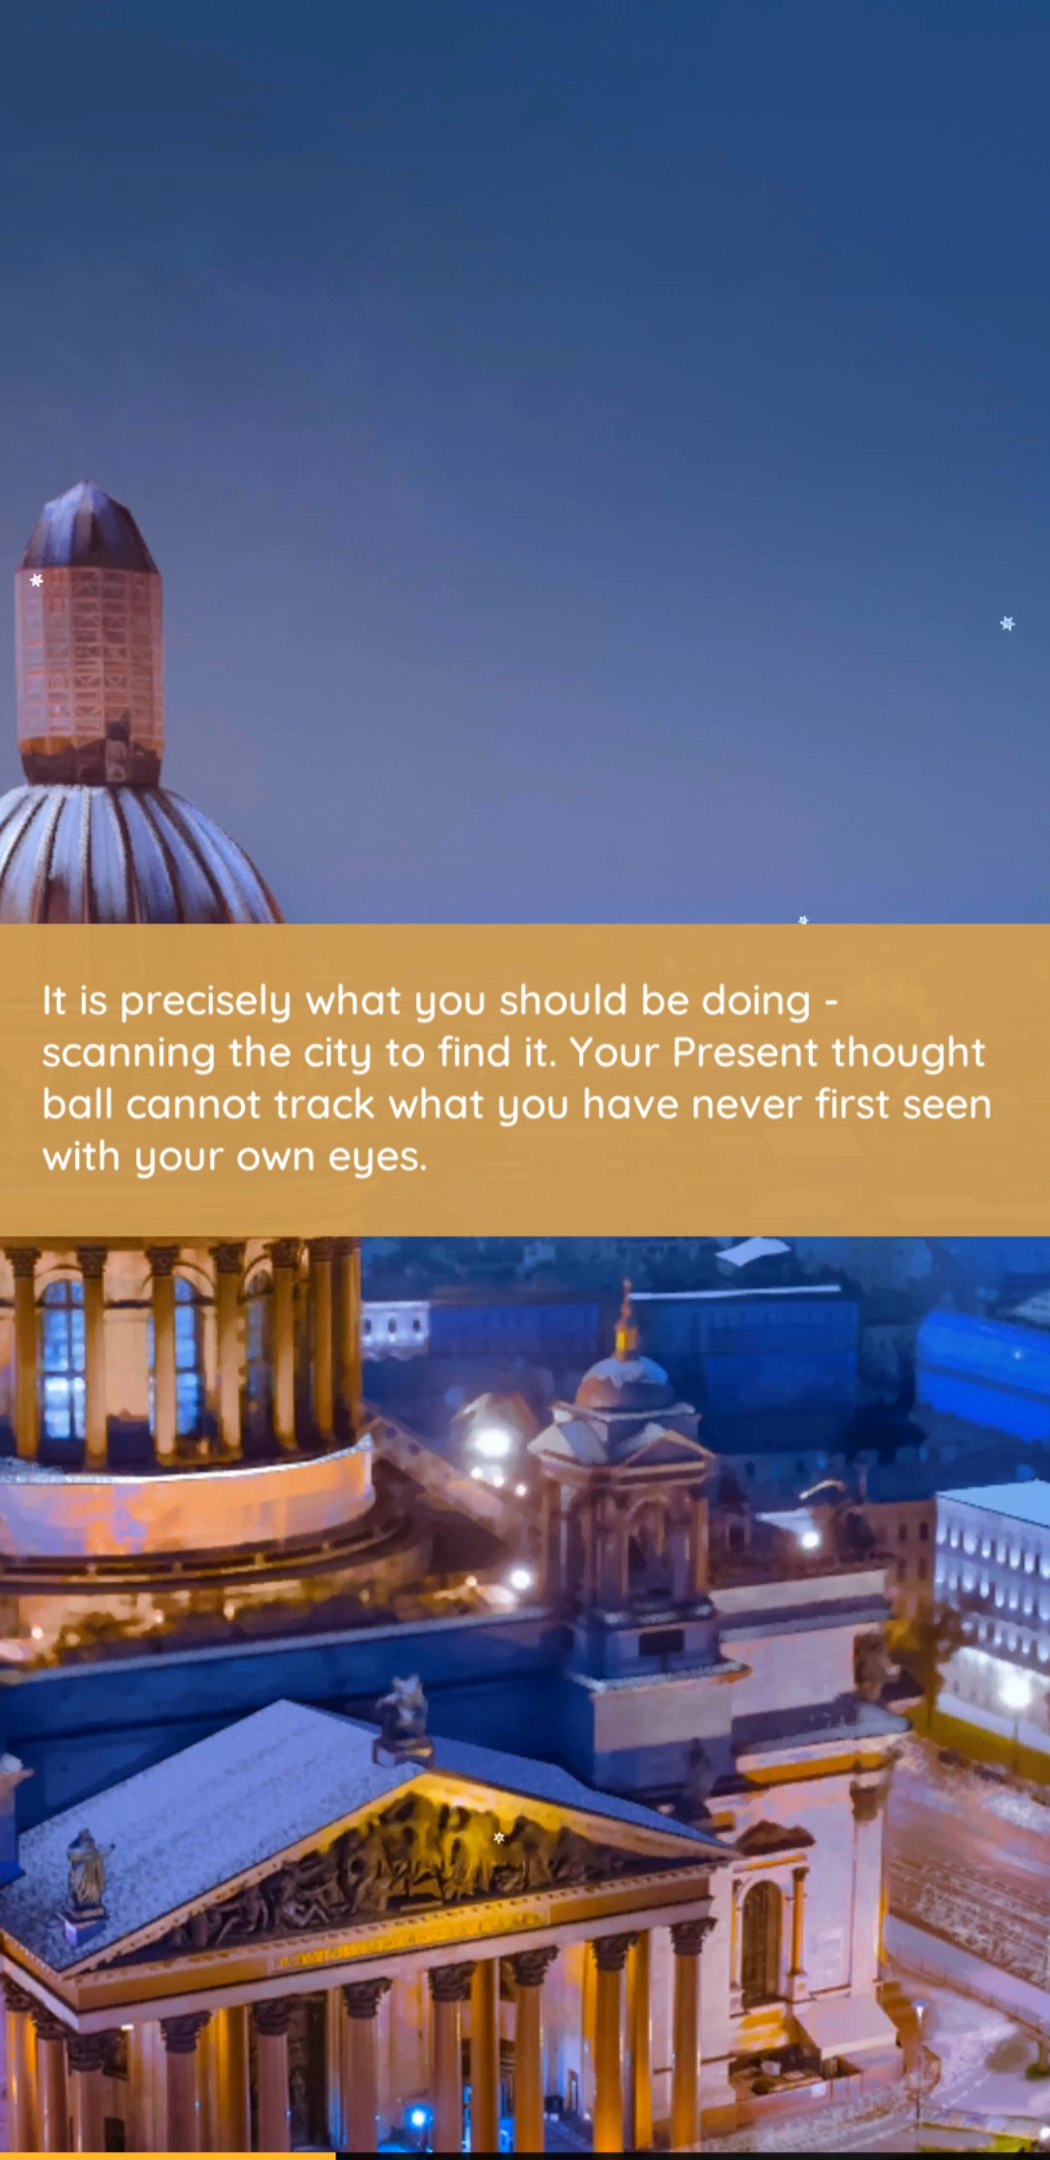 It is precisely what you should be doing -
scanning the city to find it. Your Present thought
ball cannot track what you have never first seen
with your own eyes.